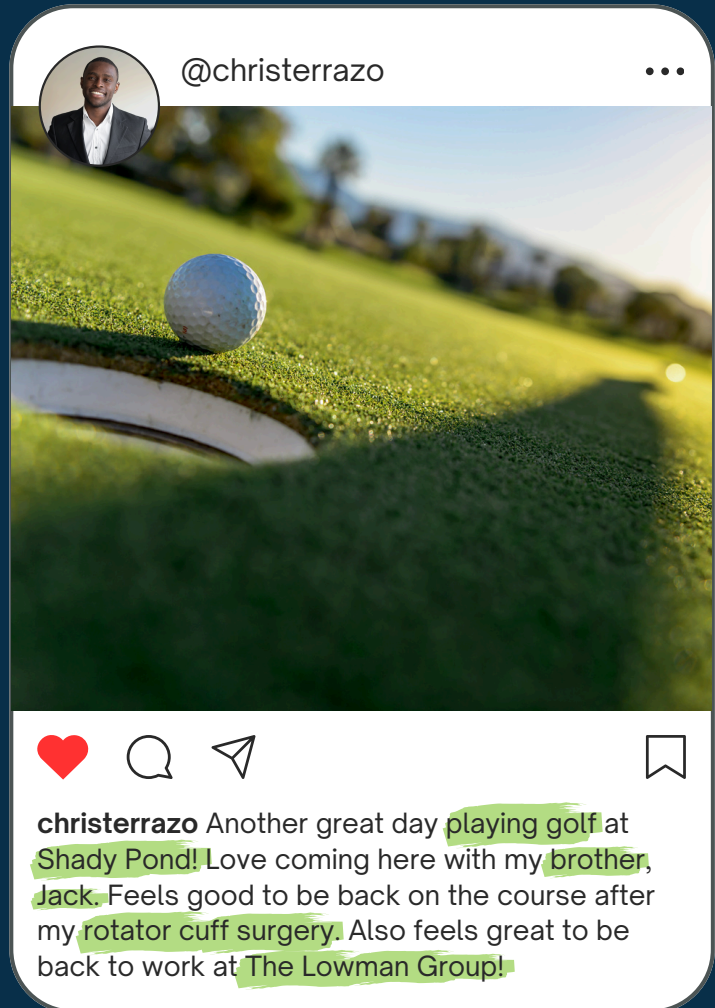 @christerrazo
christerrazo Another great day playing golf at
Shady Pond! Love coming here with my brother,
Jack. Feels good to be back on the course after
my rotator cuff surgery. Also feels great to be
back to work at The Lowman Group!